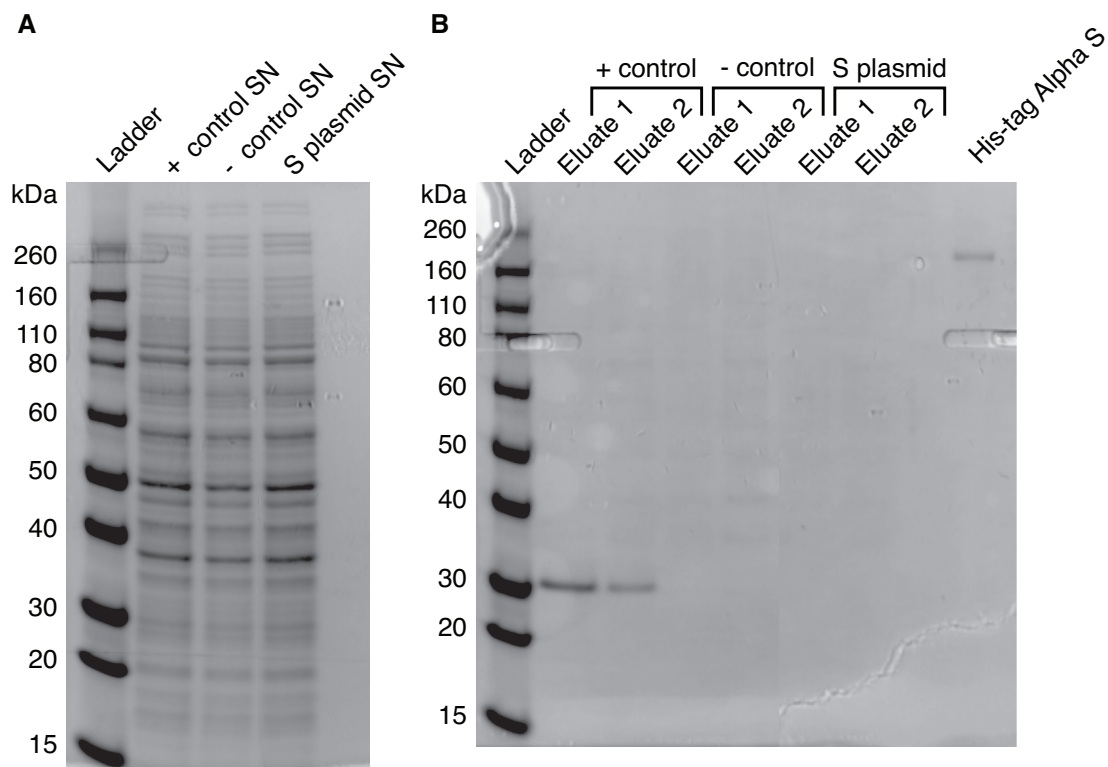 A
Ladder
+ control SN
- control SN
S plasmid SN
kDa
260
160
110
80
60
50
40
30
20
15
B
+ control
- control
S plasmid
Ladder
Eluate 1
Eluate 2
Eluate 1
Eluate 2
Eluate 1
Eluate 2
His-tag Alpha S
kDa
260
160
110
80
60
50
40
30
20
15